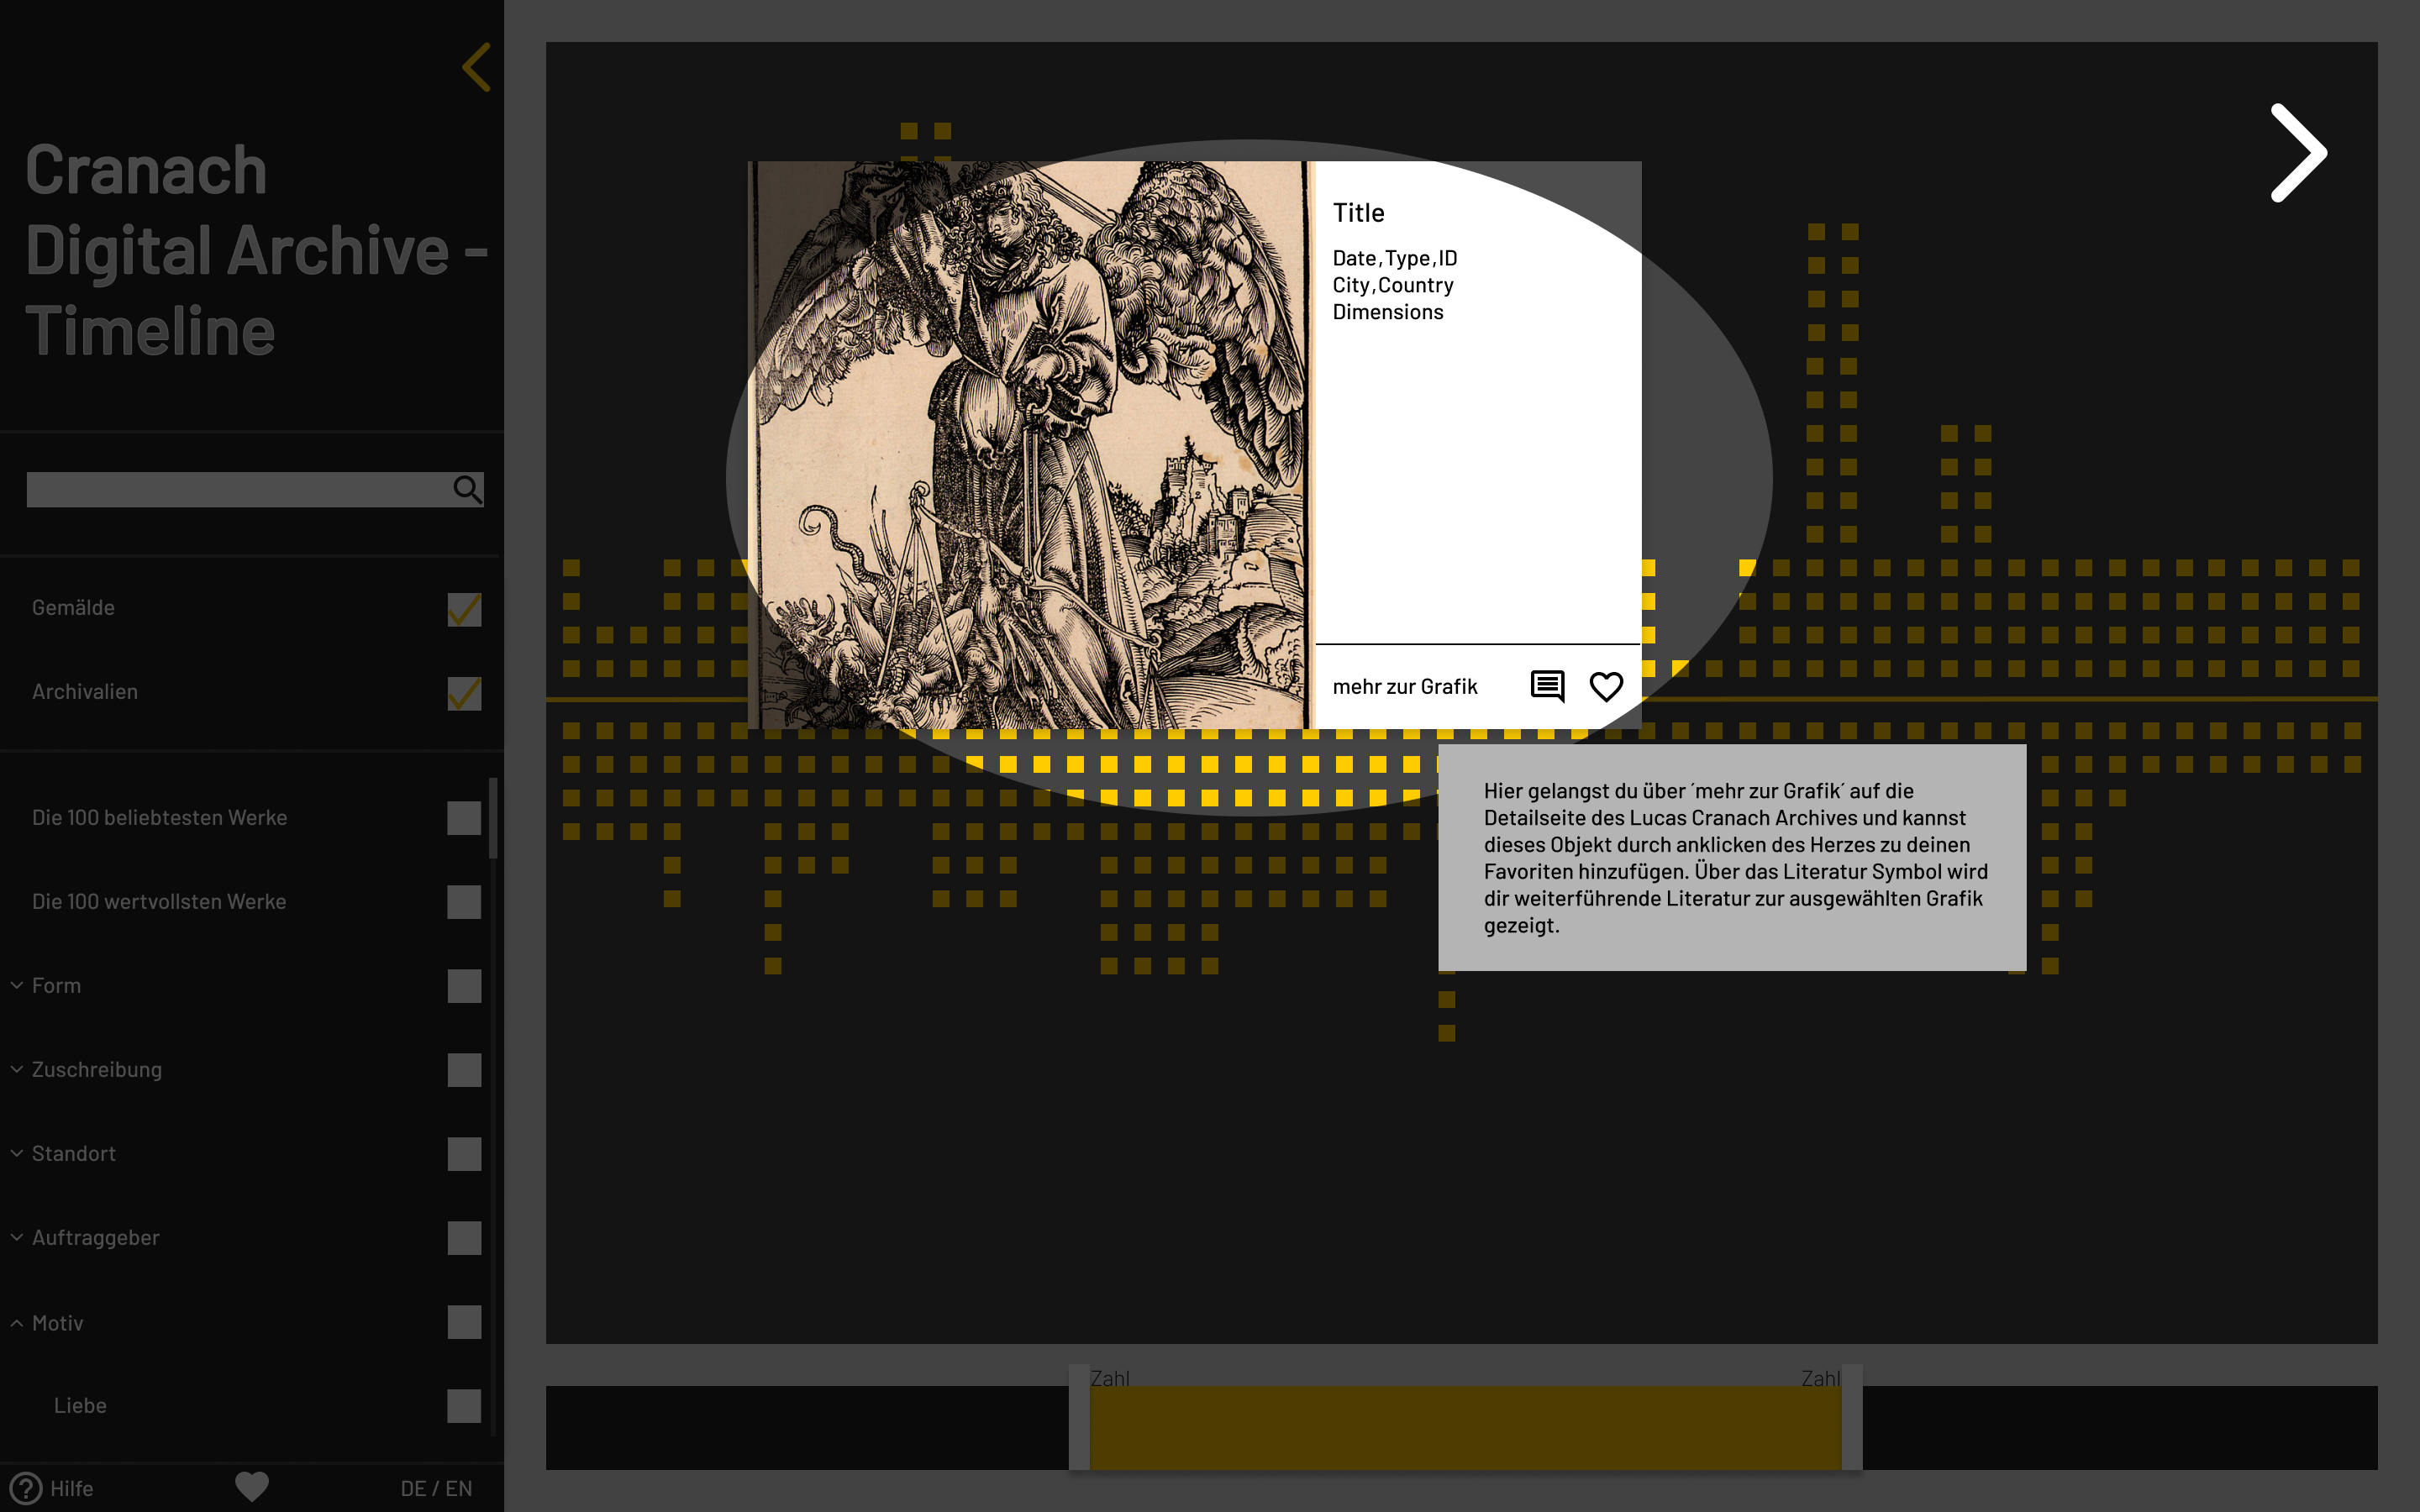 Cranach
Digital Archive -
Timeline
Gemälde
Archivalien
Die 100 beliebtesten Werke
Die 100 wertvollsten Werke
Form
Zuschreibung
Standort
Auftraggeber
Motiv
Liebe
Hilfe
DE / EN
Title
Date,Type,ID
City,Country
Dimensions
mehr zur Grafik
Hier gelangst du über ´mehr zur Grafik´ auf die
Detailseite des Lucas Cranach Archives und kannst
dieses Objekt durch anklicken des Herzes zu deinen
Favoriten hinzufügen. Über das Literatur Symbol wird
dir weiterführende Literatur zur ausgewählten Grafik
gezeigt.
Zahl
Zahl